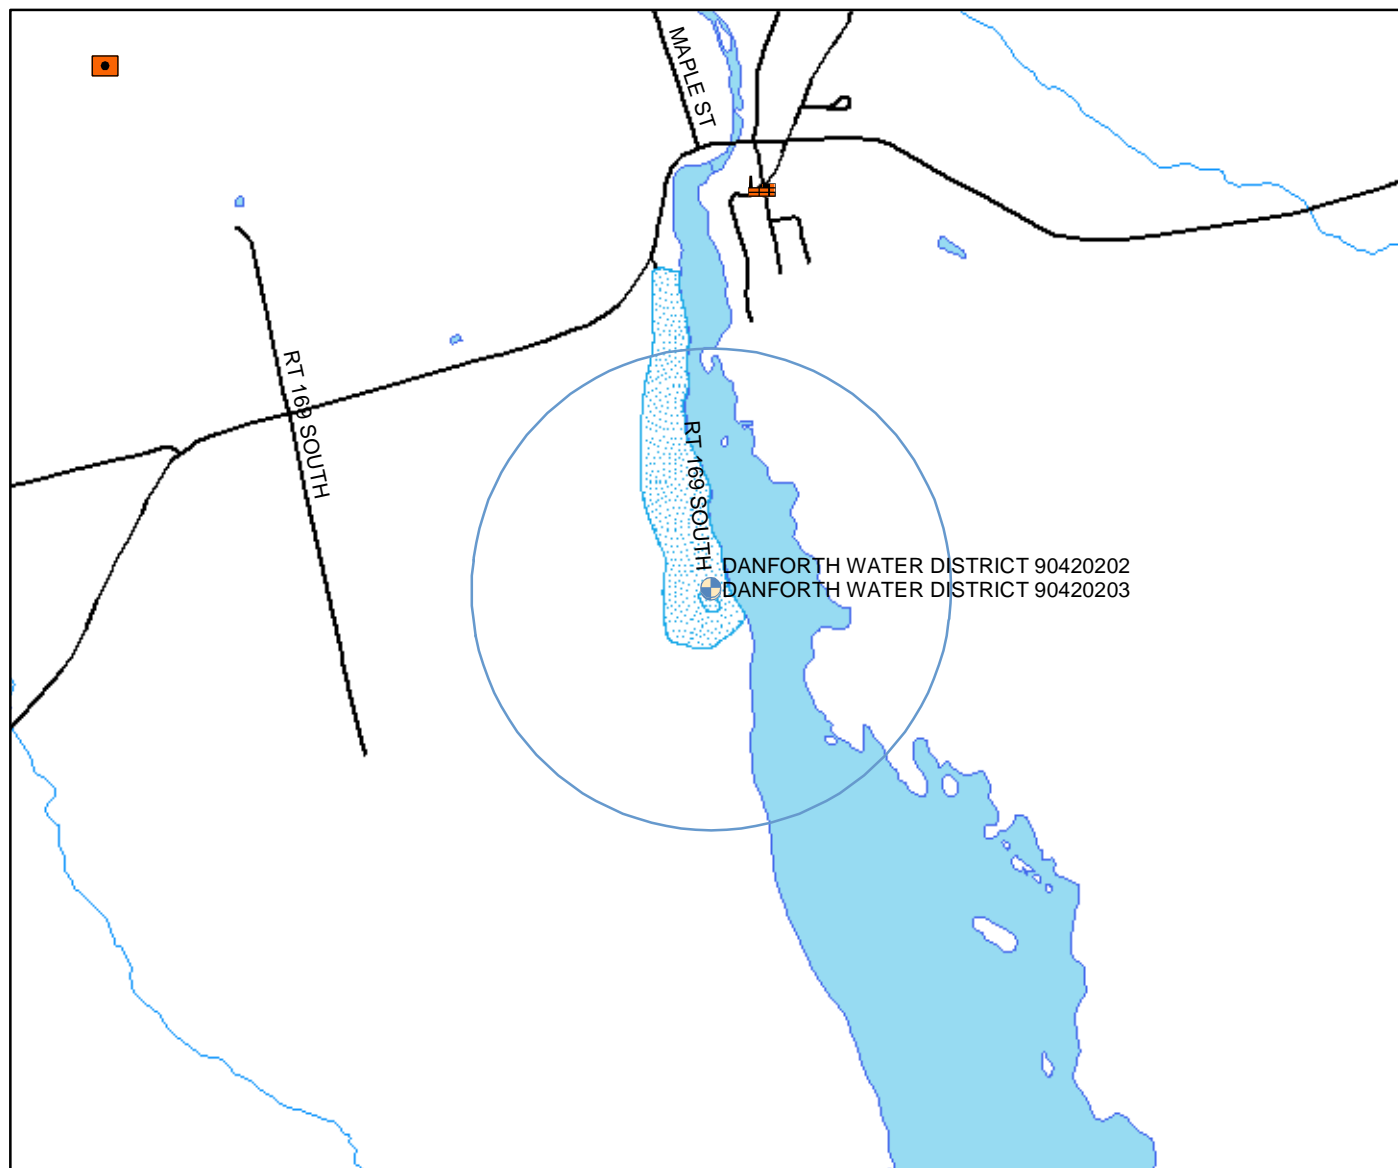 MAPLE ST
RT 169 SOUTH
RT 169 SOUTH
DANFORTH WATER DISTRICT 90420202
DANFORTH WATER DISTRICT 90420203